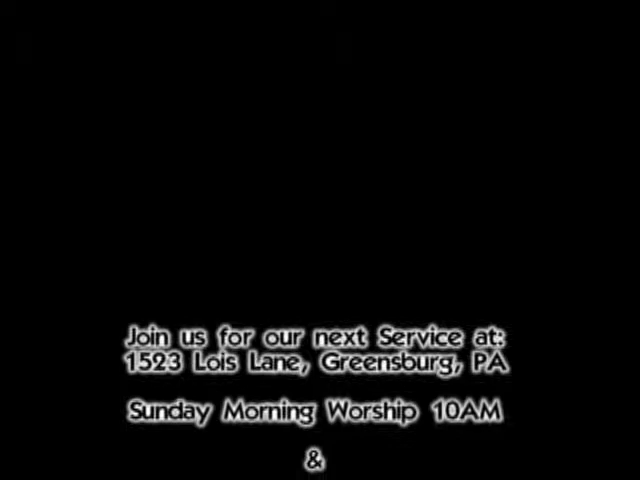 Join us for our next Service at:
1523 Lois Lane, Greensburg, PA
Sunday Morning Worship 10AM
&